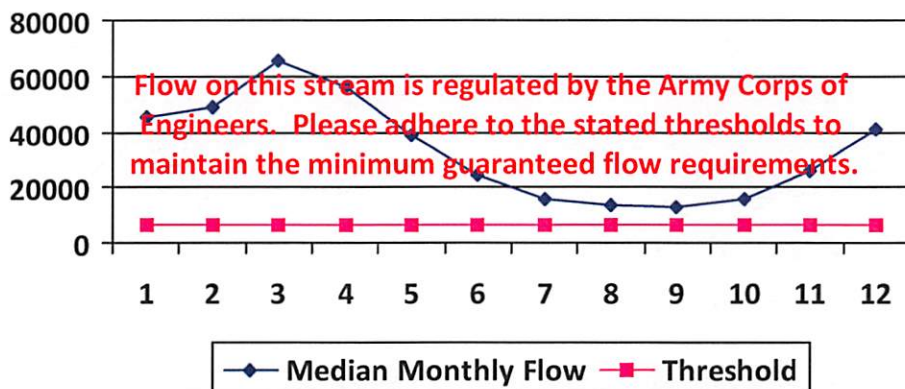 80000
60000
40000
20000
0
Flow on this stream is regulated by the Army Corps of
Engineers. Please adhere to the stated thresholds to
maintain the minimum guaranteed flow requirements.
1 2 3 4 5 6 7 8 9 10 11 12
Median Monthly Flow Threshold